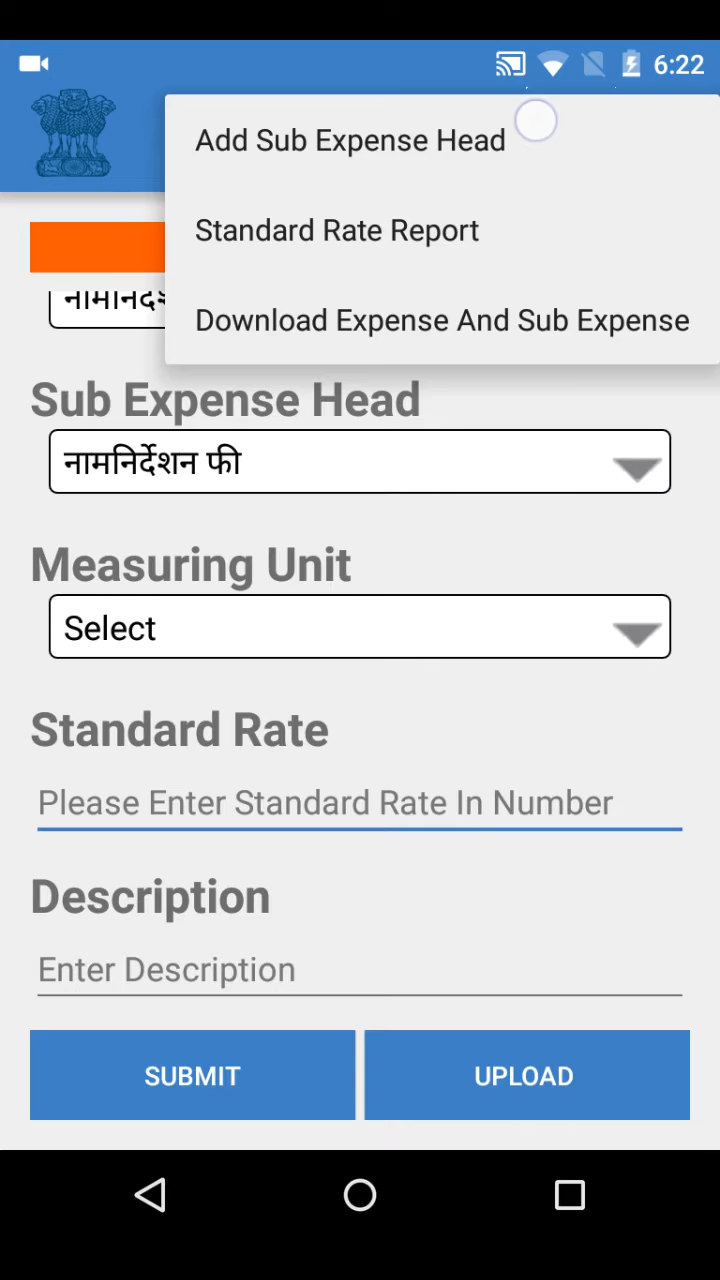 6:22
Add Sub Expense Head
Standard Rate Report
Download Expense And Sub Expense
Sub Expense Head
नामनिर्देशन फी
Measuring Unit
Select
Standard Rate
Please Enter Standard Rate In Number
Description
Enter Description
SUBMIT
UPLOAD